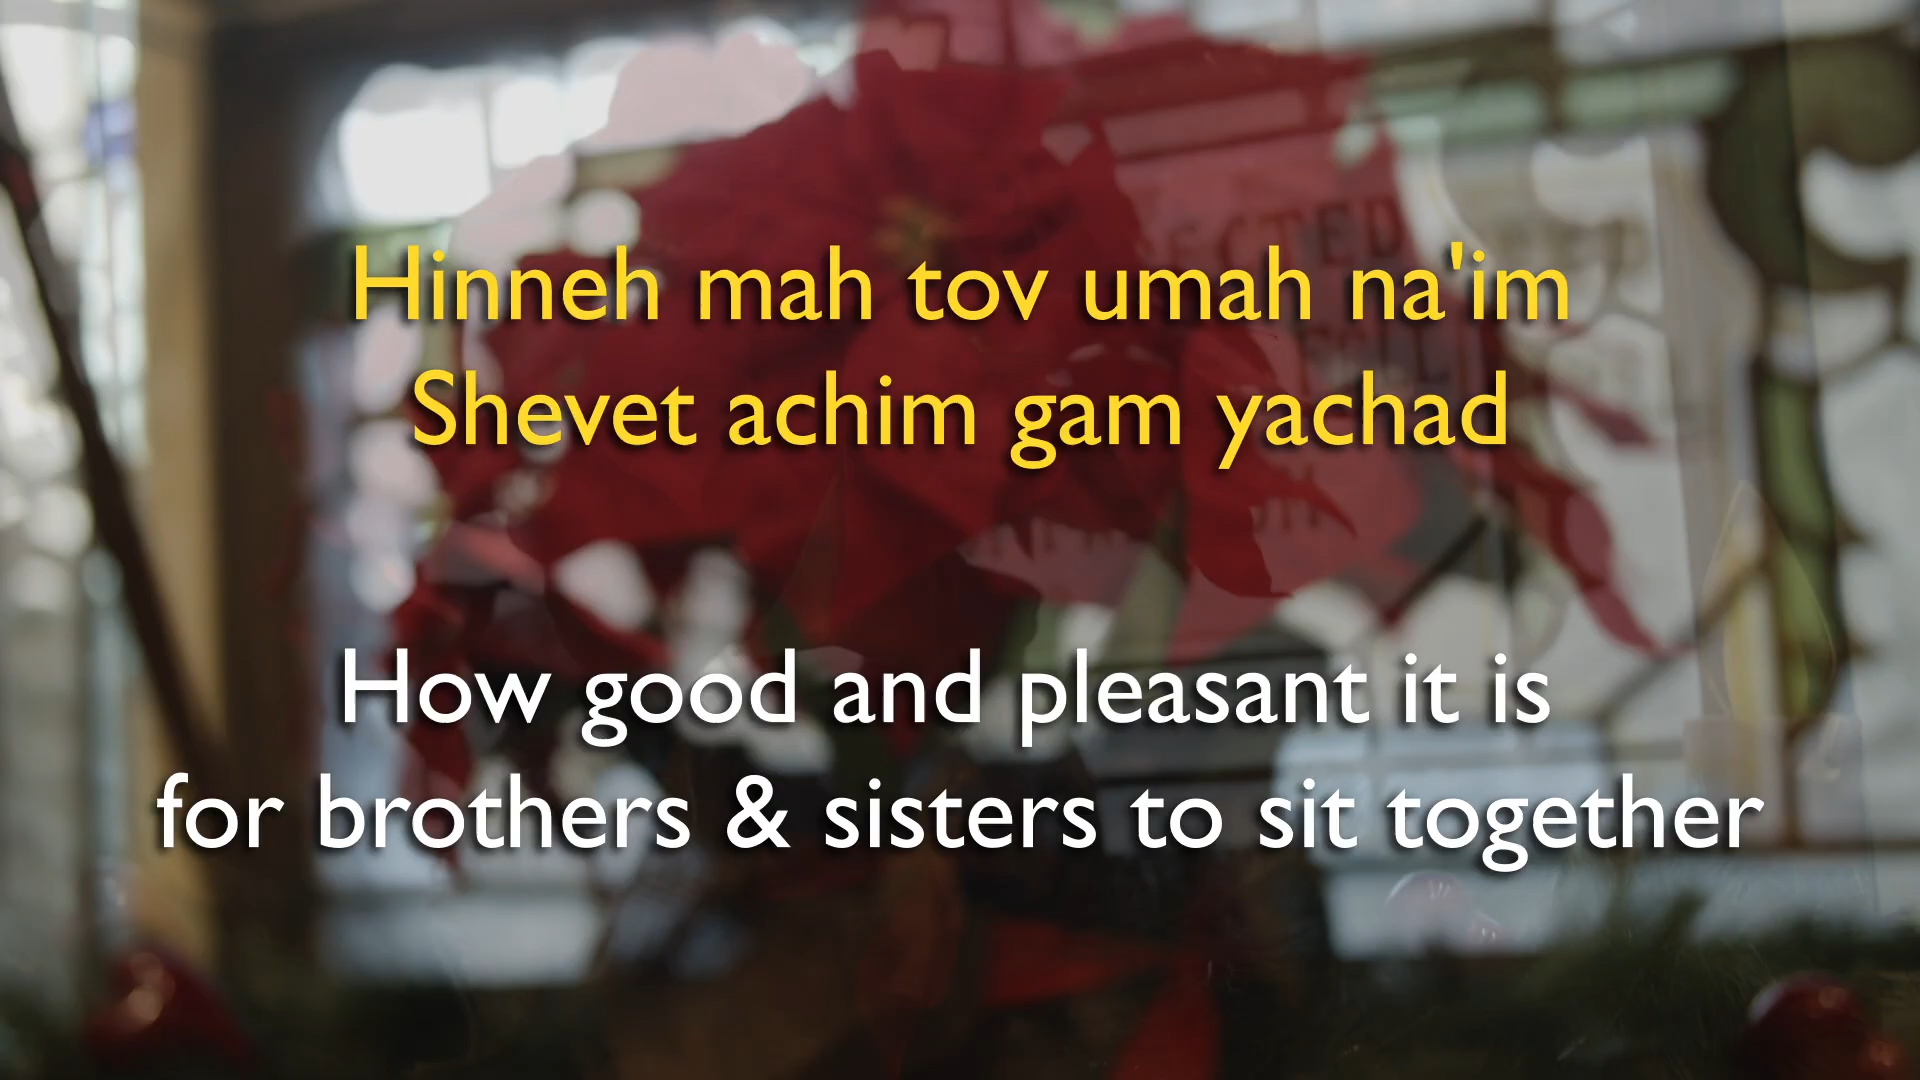 Hinneh mah tov umah na'im
Shevet achim gam yachad
How good and pleasant it is
for brothers & sisters to sit together